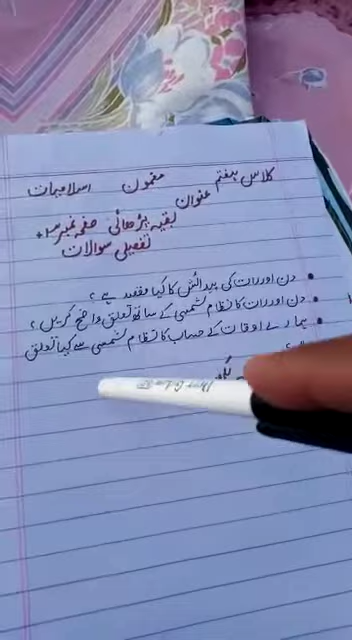 کلاس ہفتم مضمون اسلامیات
عنوان
بقیہ پڑھائی صفحہ نمبر
تفصیلی سوالات
• دن اور رات کی پیدائش کا کیا مقصد ہے؟
• دن اور رات کا نظام شمسی کے ساتھ تعلق واضح کریں؟
• ہمارے اوقات کے حساب کا نظام شمسی سے کیا تعلق